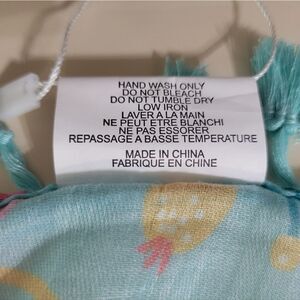 HAND WASH ONLY
DO NOT BLEACH
DO NOT TUMBLE DRY
LOW IRON
LAVER A LA MAIN
NE PEUT ETRE BLANCHI
NE PAS ESSORER
REPASSAGE A BASSE TEMPERATURE
MADE IN CHINA
FABRIQUE EN CHINE